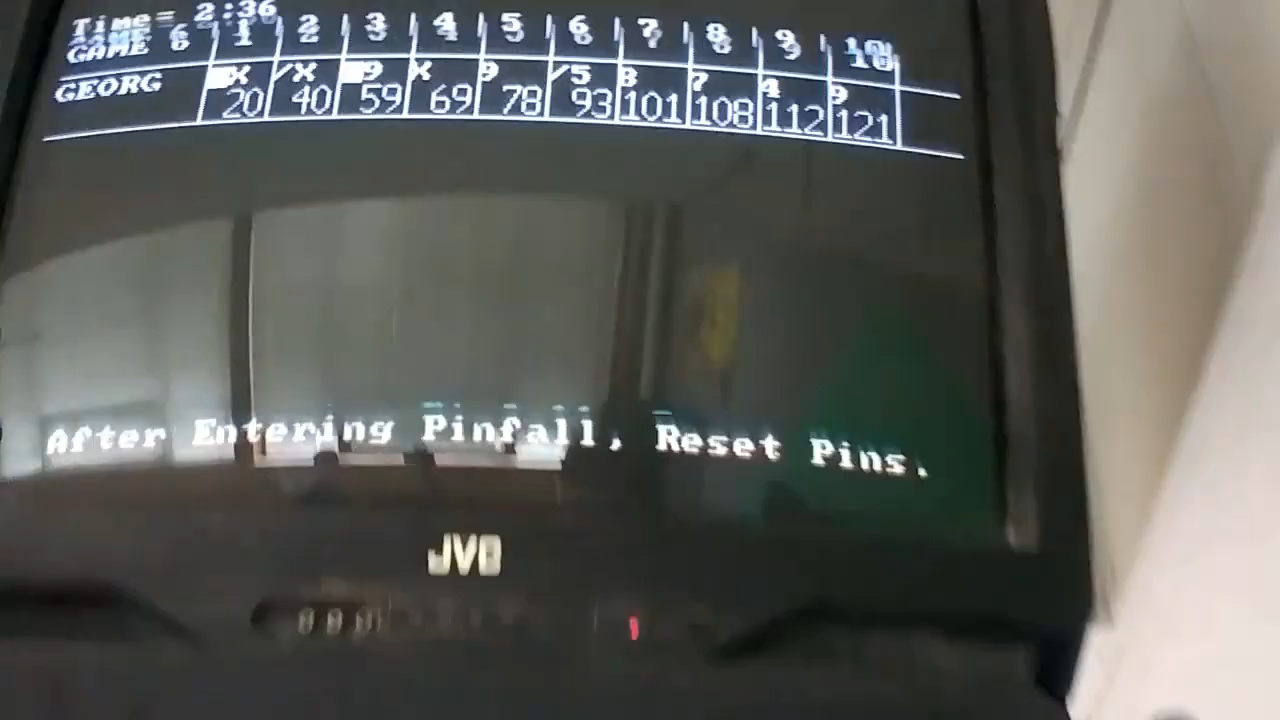 Time= 2:36
GAME 6 1 2 3 4 5 6 7 8 9 10
X /X 9 X 9 /5 8 7 4 9
GEORG 20 40 59 69 78 93 101 108 112 121
After Entering Pinfall, Reset Pins.
JVC